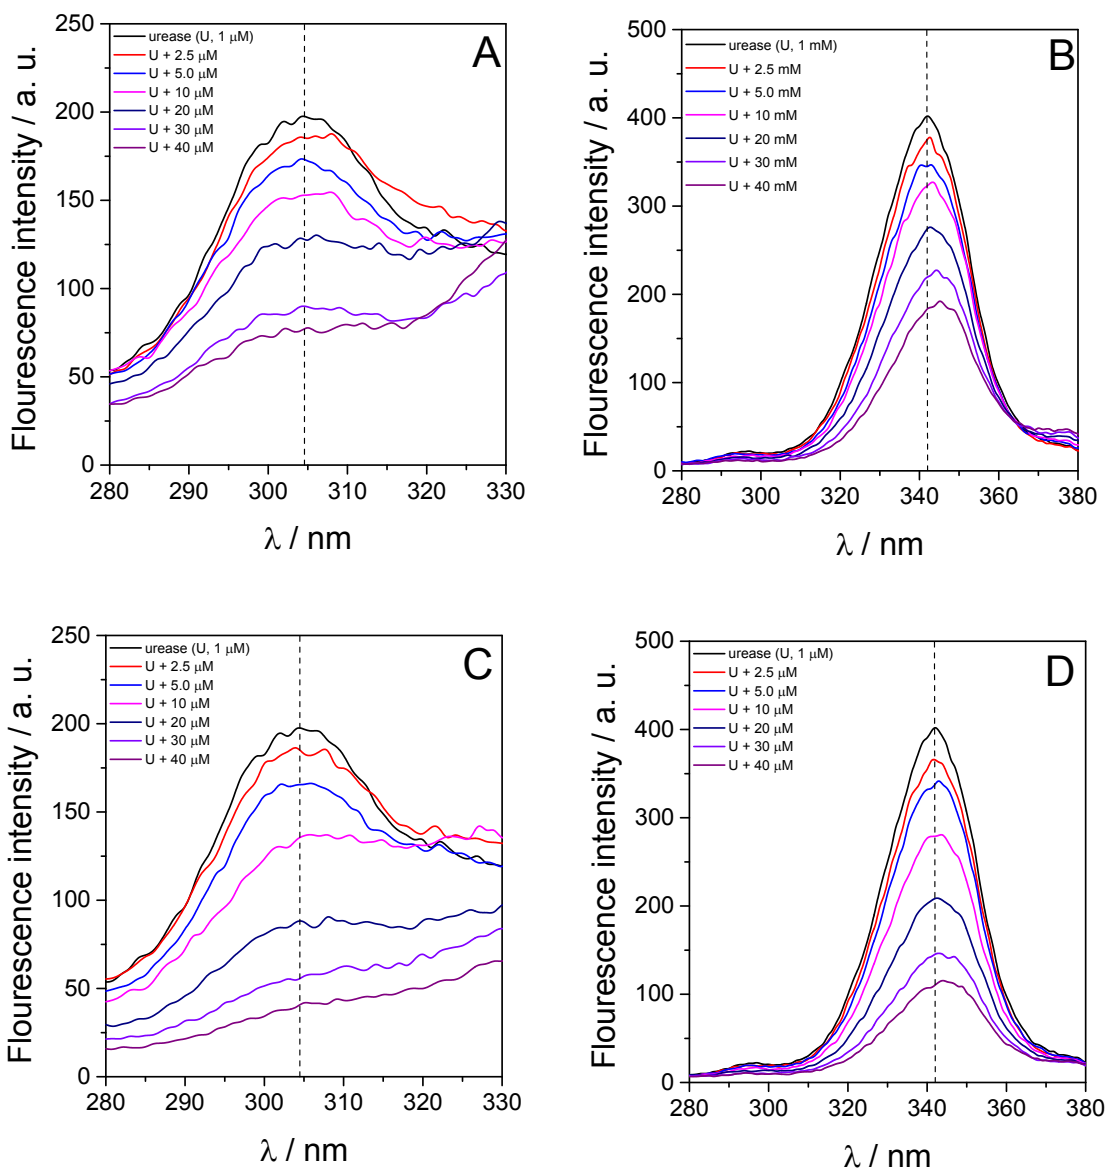 A
urease (U, 1 μM)
U + 2.5 μM
U + 5.0 μM
U + 10 μM
U + 20 μM
U + 30 μM
U + 40 μM
Flourescence intensity / a. u.
250
200
150
100
50
0
280 290 300 310 320 330
λ / nm
B
urease (U, 1 mM)
U + 2.5 mM
U + 5.0 mM
U + 10 mM
U + 20 mM
U + 30 mM
U + 40 mM
Flourescence intensity / a. u.
500
400
300
200
100
0
280 300 320 340 360 380
λ / nm
C
urease (U, 1 μM)
U + 2.5 μM
U + 5.0 μM
U + 10 μM
U + 20 μM
U + 30 μM
U + 40 μM
Flourescence intensity / a. u.
250
200
150
100
50
0
280 290 300 310 320 330
λ / nm
D
urease (U, 1 μM)
U + 2.5 μM
U + 5.0 μM
U + 10 μM
U + 20 μM
U + 30 μM
U + 40 μM
Flourescence intensity / a. u.
500
400
300
200
100
0
280 300 320 340 360 380
λ / nm